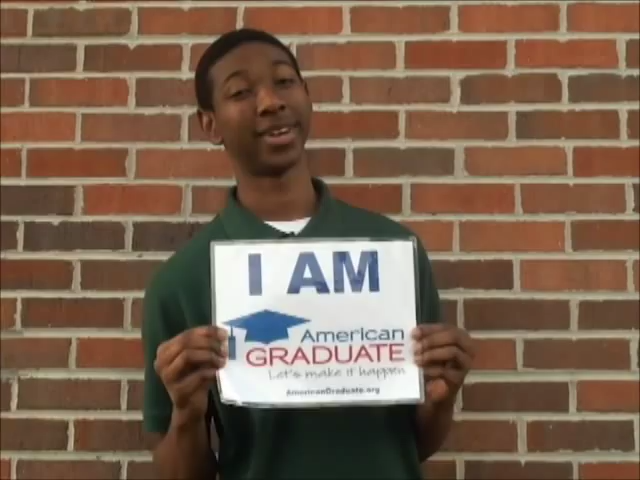 I AM
American
GRADUATE
Let's make it happen
AmericanGraduate.org